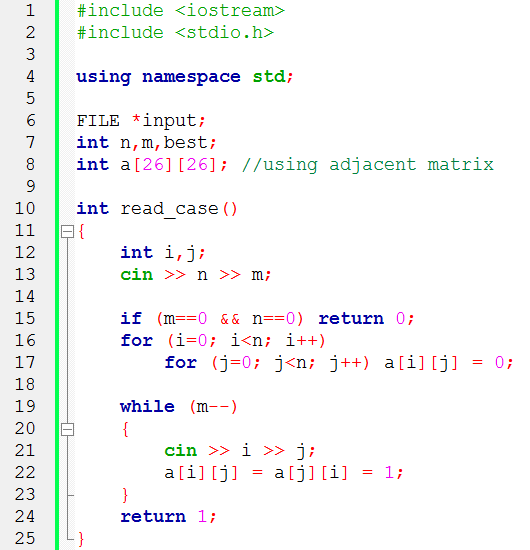 1 #include <iostream>
2 #include <stdio.h>
3
4 using namespace std;
5
6 FILE *input;
7 int n,m,best;
8 int a[26][26]; //using adjacent matrix
9
10 int read_case()
11 {
12     int i,j;
13     cin >> n >> m;
14
15     if (m==0 && n==0) return 0;
16     for (i=0; i<n; i++)
17         for (j=0; j<n; j++) a[i][j] = 0;
18
19     while (m--)
20     {
21         cin >> i >> j;
22         a[i][j] = a[j][i] = 1;
23     }
24     return 1;
25 }